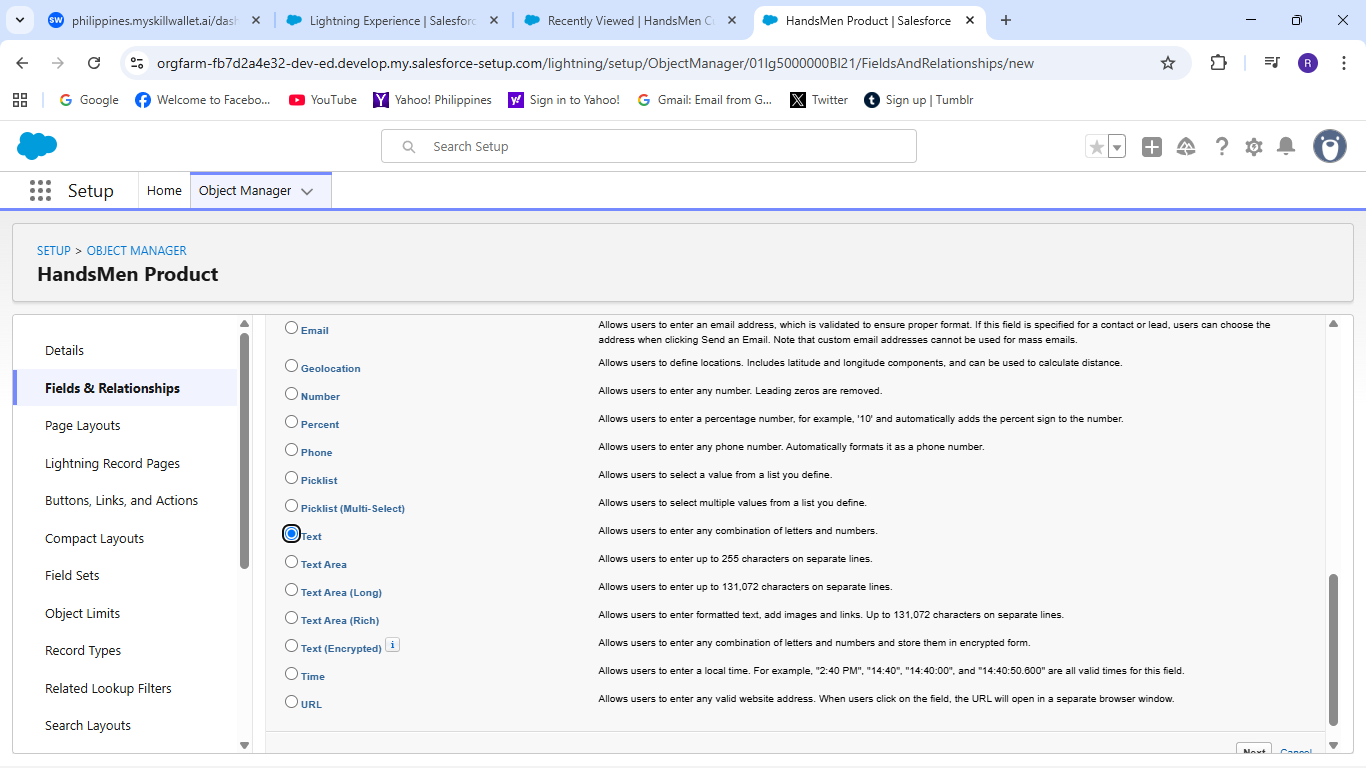 SW philippines.myskillwallet.ai/dash
Lightning Experience | Salesforc
Recently Viewed | HandsMen C
HandsMen Product | Salesforce
orgfarm-fb7d2a4e32-dev-ed.develop.my.salesforce-setup.com/lightning/setup/ObjectManager/01Ig5000000Bl21/FieldsAndRelationships/new
R
Google
Welcome to Facebo...
YouTube
Yahoo! Philippines
Sign in to Yahoo!
Gmail: Email from G...
Twitter
Sign up | Tumblr
Search Setup
Setup
Home
Object Manager
SETUP > OBJECT MANAGER
HandsMen Product
Details
Fields & Relationships
Page Layouts
Lightning Record Pages
Buttons, Links, and Actions
Compact Layouts
Field Sets
Object Limits
Record Types
Related Lookup Filters
Search Layouts
Email
Allows users to enter an email address, which is validated to ensure proper format. If this field is specified for a contact or lead, users can choose the
address when clicking Send an Email. Note that custom email addresses cannot be used for mass emails.
Geolocation
Allows users to define locations. Includes latitude and longitude components, and can be used to calculate distance.
Number
Allows users to enter any number. Leading zeros are removed.
Percent
Allows users to enter a percentage number, for example, '10' and automatically adds the percent sign to the number.
Phone
Allows users to enter any phone number. Automatically formats it as a phone number.
Picklist
Allows users to select a value from a list you define.
Picklist (Multi-Select)
Allows users to select multiple values from a list you define.
Text
Allows users to enter any combination of letters and numbers.
Text Area
Allows users to enter up to 255 characters on separate lines.
Text Area (Long)
Allows users to enter up to 131,072 characters on separate lines.
Text Area (Rich)
Allows users to enter formatted text, add images and links. Up to 131,072 characters on separate lines.
Text (Encrypted) i
Allows users to enter any combination of letters and numbers and store them in encrypted form.
Time
Allows users to enter a local time. For example, "2:40 PM", "14:40", "14:40:00", and "14:40:50.600" are all valid times for this field.
URL
Allows users to enter any valid website address. When users click on the field, the URL will open in a separate browser window.
Next Cancel